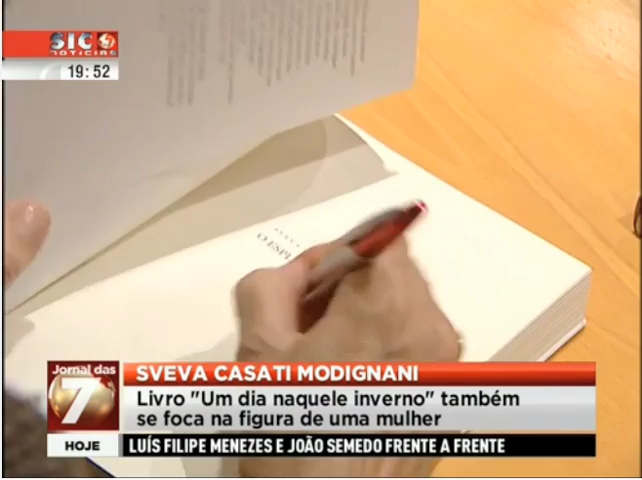 SIC
NOTÍCIAS
19:52
O ESPL
Jornal das
7
SVEVA CASATI MODIGNANI
Livro "Um dia naquele inverno" também
se foca na figura de uma mulher
HOJE
LUÍS FILIPE MENEZES E JOÃO SEMEDO FRENTE A FRENTE